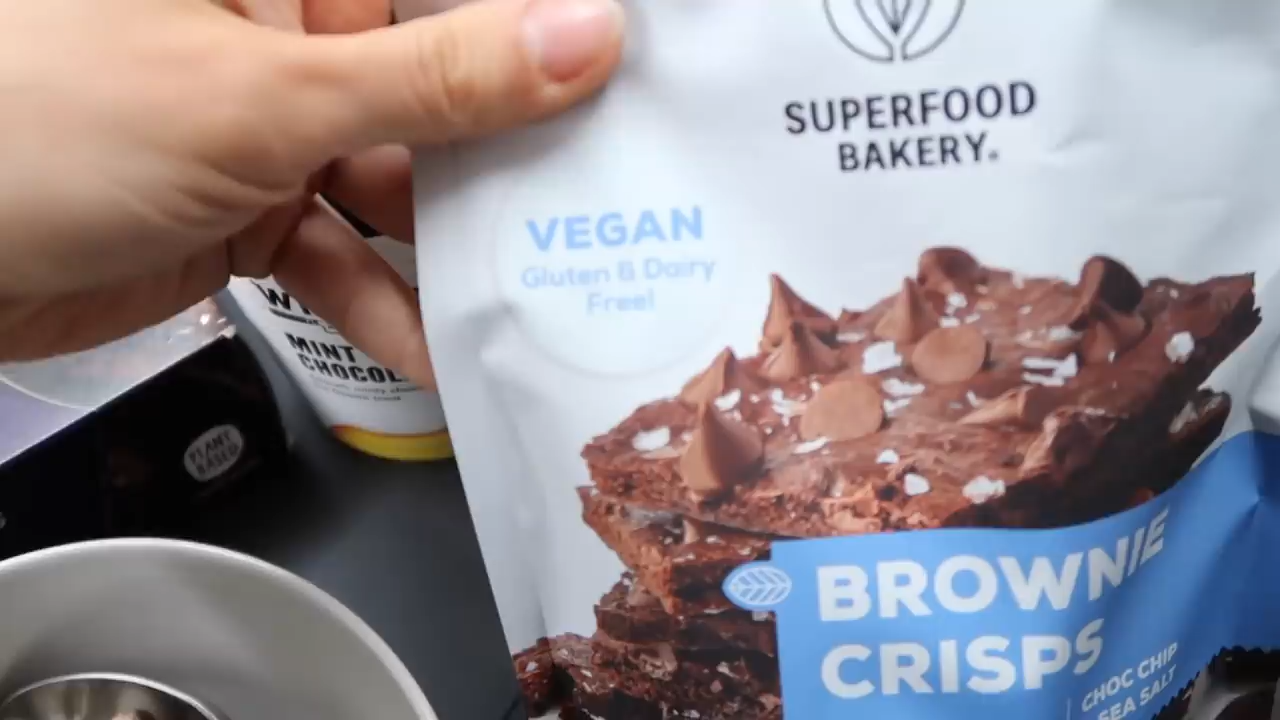 SUPERFOOD
BAKERY.
VEGAN
Gluten & Dairy
Free!
MINT
CHOCOL
PLANT
BASED
BROWNIE
CRISPS
CHOC CHIP
SEA SALT